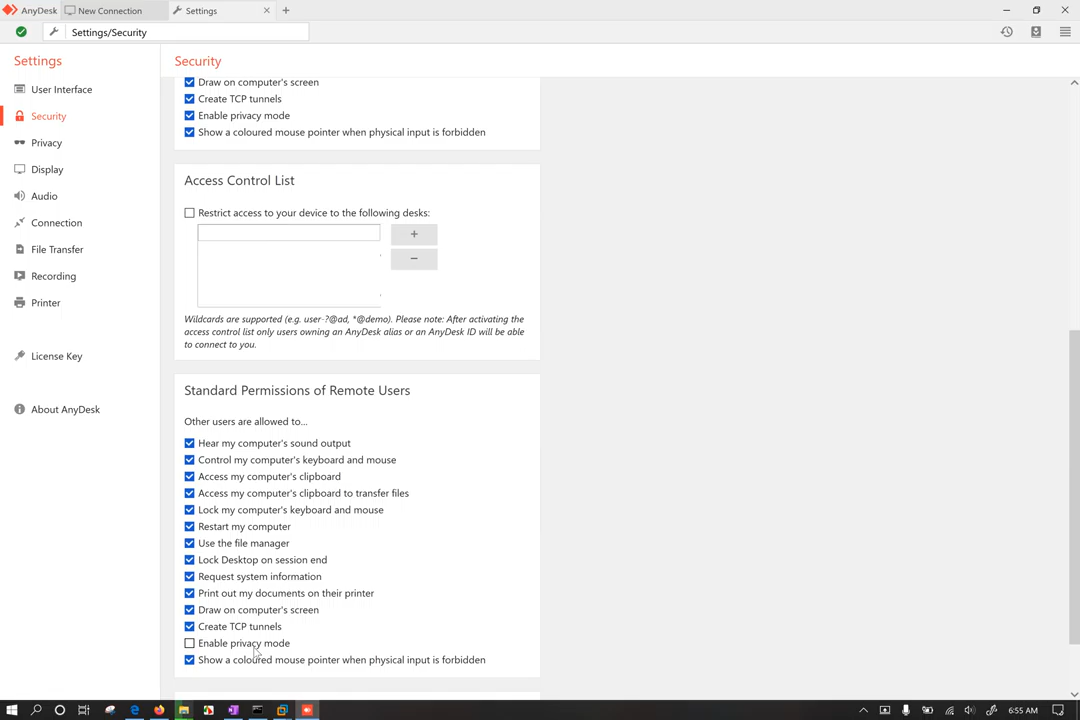 AnyDesk New Connection Settings
Settings/Security
Settings
User Interface
Security
Privacy
Display
Audio
Connection
File Transfer
Recording
Printer
License Key
About AnyDesk
Security
Draw on computer's screen
Create TCP tunnels
Enable privacy mode
Show a coloured mouse pointer when physical input is forbidden
Access Control List
Restrict access to your device to the following desks:
Wildcards are supported (e.g. user-?@ad, *@demo). Please note: After activating the
access control list only users owning an AnyDesk alias or an AnyDesk ID will be able
to connect to you.
Standard Permissions of Remote Users
Other users are allowed to...
Hear my computer's sound output
Control my computer's keyboard and mouse
Access my computer's clipboard
Access my computer's clipboard to transfer files
Lock my computer's keyboard and mouse
Restart my computer
Use the file manager
Lock Desktop on session end
Request system information
Print out my documents on their printer
Draw on computer's screen
Create TCP tunnels
Enable privacy mode
Show a coloured mouse pointer when physical input is forbidden
6:55 AM